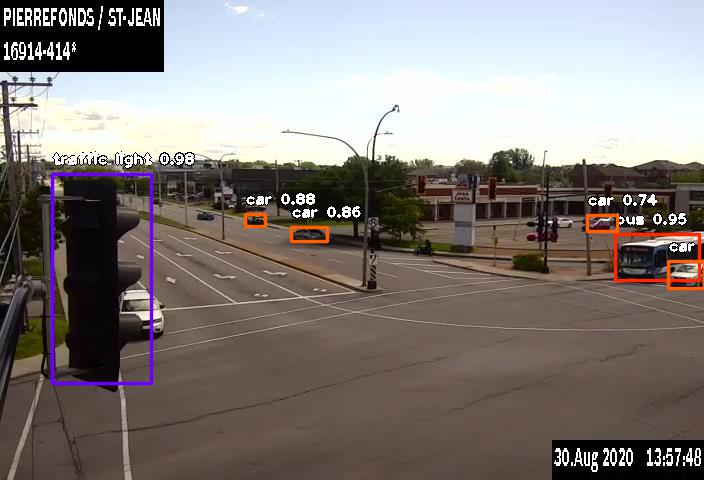 PIERREFONDS / ST-JEAN
16914-414*
traffic light 0.98
car 0.88
car 0.86
car 0.74
bus 0.95
car
30.Aug 2020 13:57:48